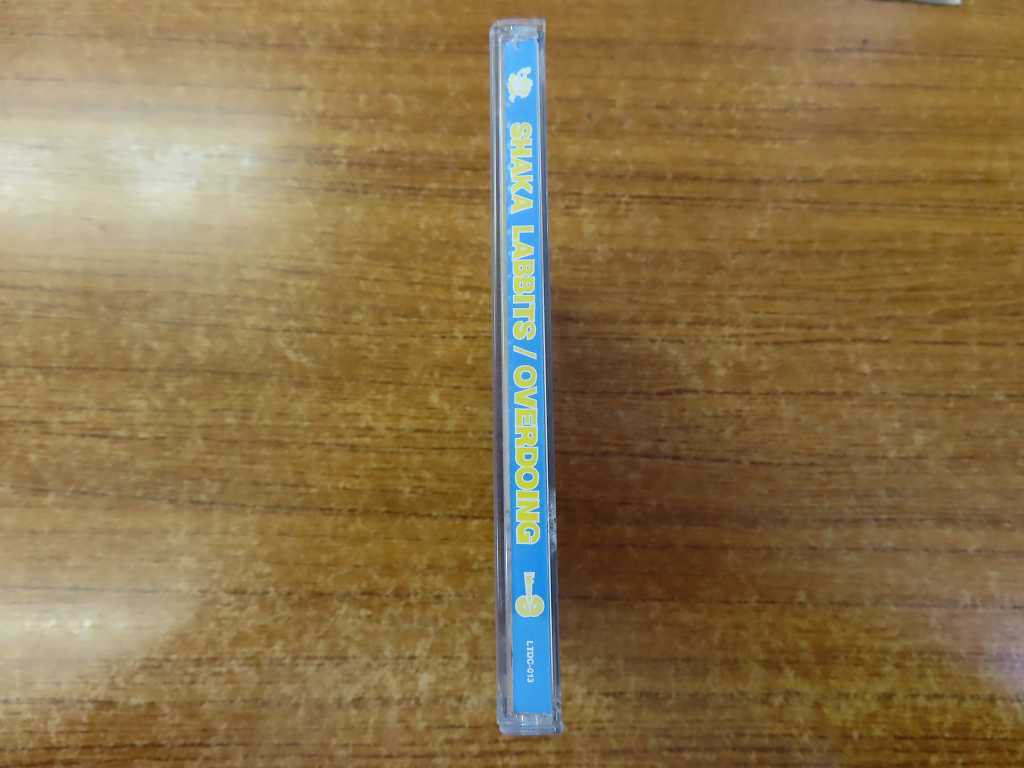 SHAKA LABBITS / OVERDOING
LTDC-013